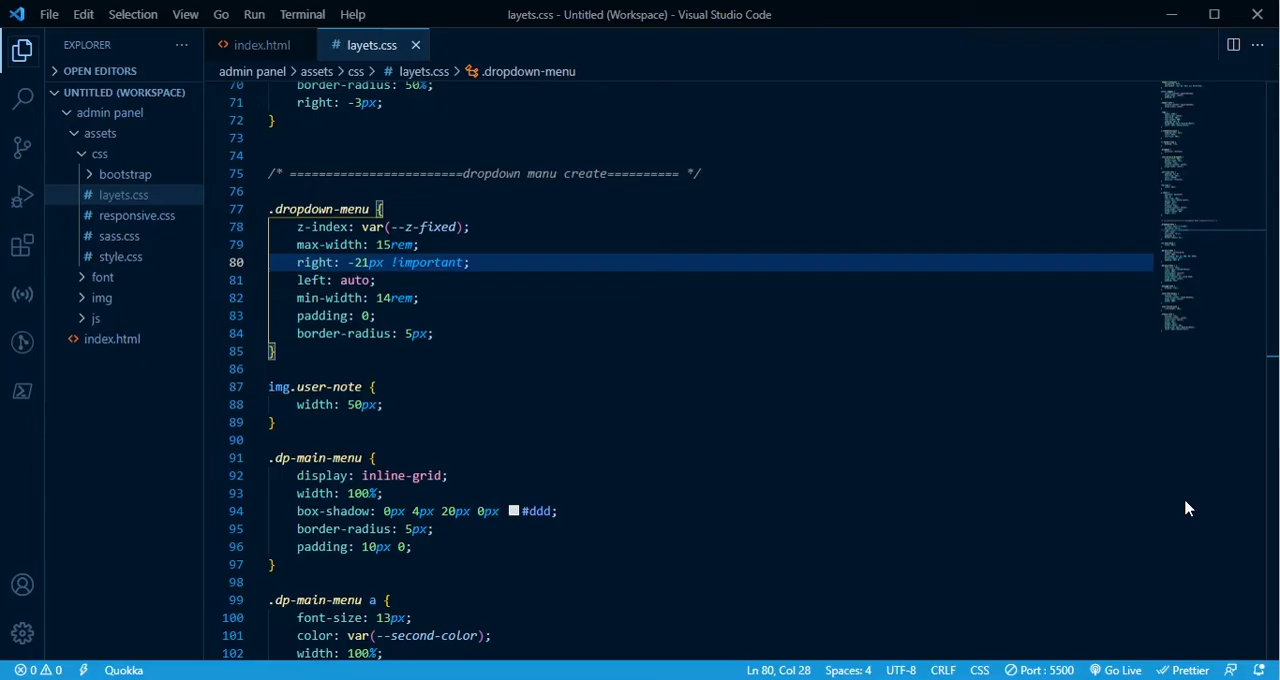 File Edit Selection View Go Run Terminal Help
layets.css - Untitled (Workspace) - Visual Studio Code
EXPLORER
OPEN EDITORS
UNTITLED (WORKSPACE)
admin panel
assets
css
bootstrap
# layets.css
# responsive.css
# sass.css
# style.css
font
img
js
<> index.html
<> index.html
# layets.css
admin panel > assets > css > # layets.css > .dropdown-menu
70 border-radius: 50%;
71 right: -3px;
72 }
73
74
75 /* ========================dropdown manu create========== */
76
77 .dropdown-menu {
78 z-index: var(--z-fixed);
79 max-width: 15rem;
80 right: -21px !important;
81 left: auto;
82 min-width: 14rem;
83 padding: 0;
84 border-radius: 5px;
85 }
86
87 img.user-note {
88 width: 50px;
89 }
90
91 .dp-main-menu {
92 display: inline-grid;
93 width: 100%;
94 box-shadow: 0px 4px 20px 0px #ddd;
95 border-radius: 5px;
96 padding: 10px 0;
97 }
98
99 .dp-main-menu a {
100 font-size: 13px;
101 color: var(--second-color);
102 width: 100%;
0 0 Quokka Ln 80, Col 28 Spaces: 4 UTF-8 CRLF CSS Port : 5500 Go Live Prettier